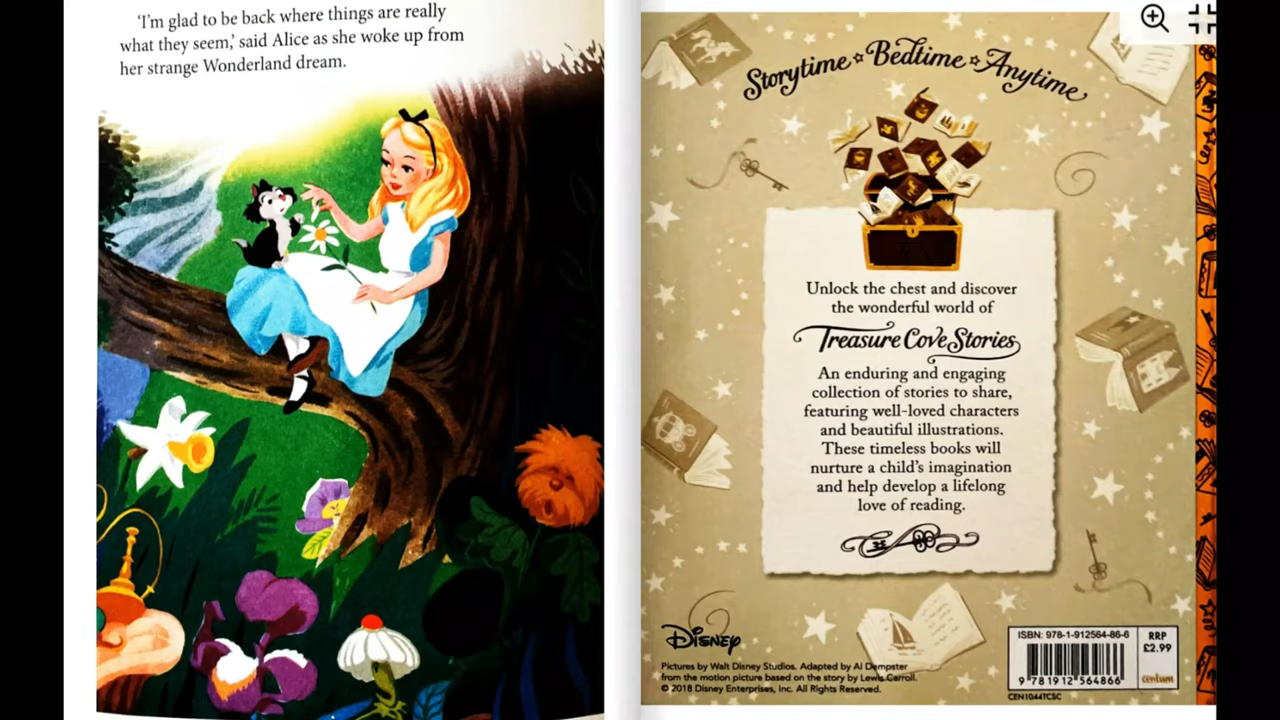 'I'm glad to be back where things are really
what they seem,' said Alice as she woke up from
her strange Wonderland dream.
Storytime ☆ Bedtime ☆ Anytime
Unlock the chest and discover
the wonderful world of
Treasure Cove Stories
An enduring and engaging
collection of stories to share,
featuring well-loved characters
and beautiful illustrations.
These timeless books will
nurture a child's imagination
and help develop a lifelong
love of reading.
Disney
Pictures by Walt Disney Studios. Adapted by Al Dempster
from the motion picture based on the story by Lewis Carroll.
© 2018 Disney Enterprises, Inc. All Rights Reserved.
ISBN: 978-1-912564-86-6
9 781912 564866
RRP
£2.99
centum
CEN1044TCSC